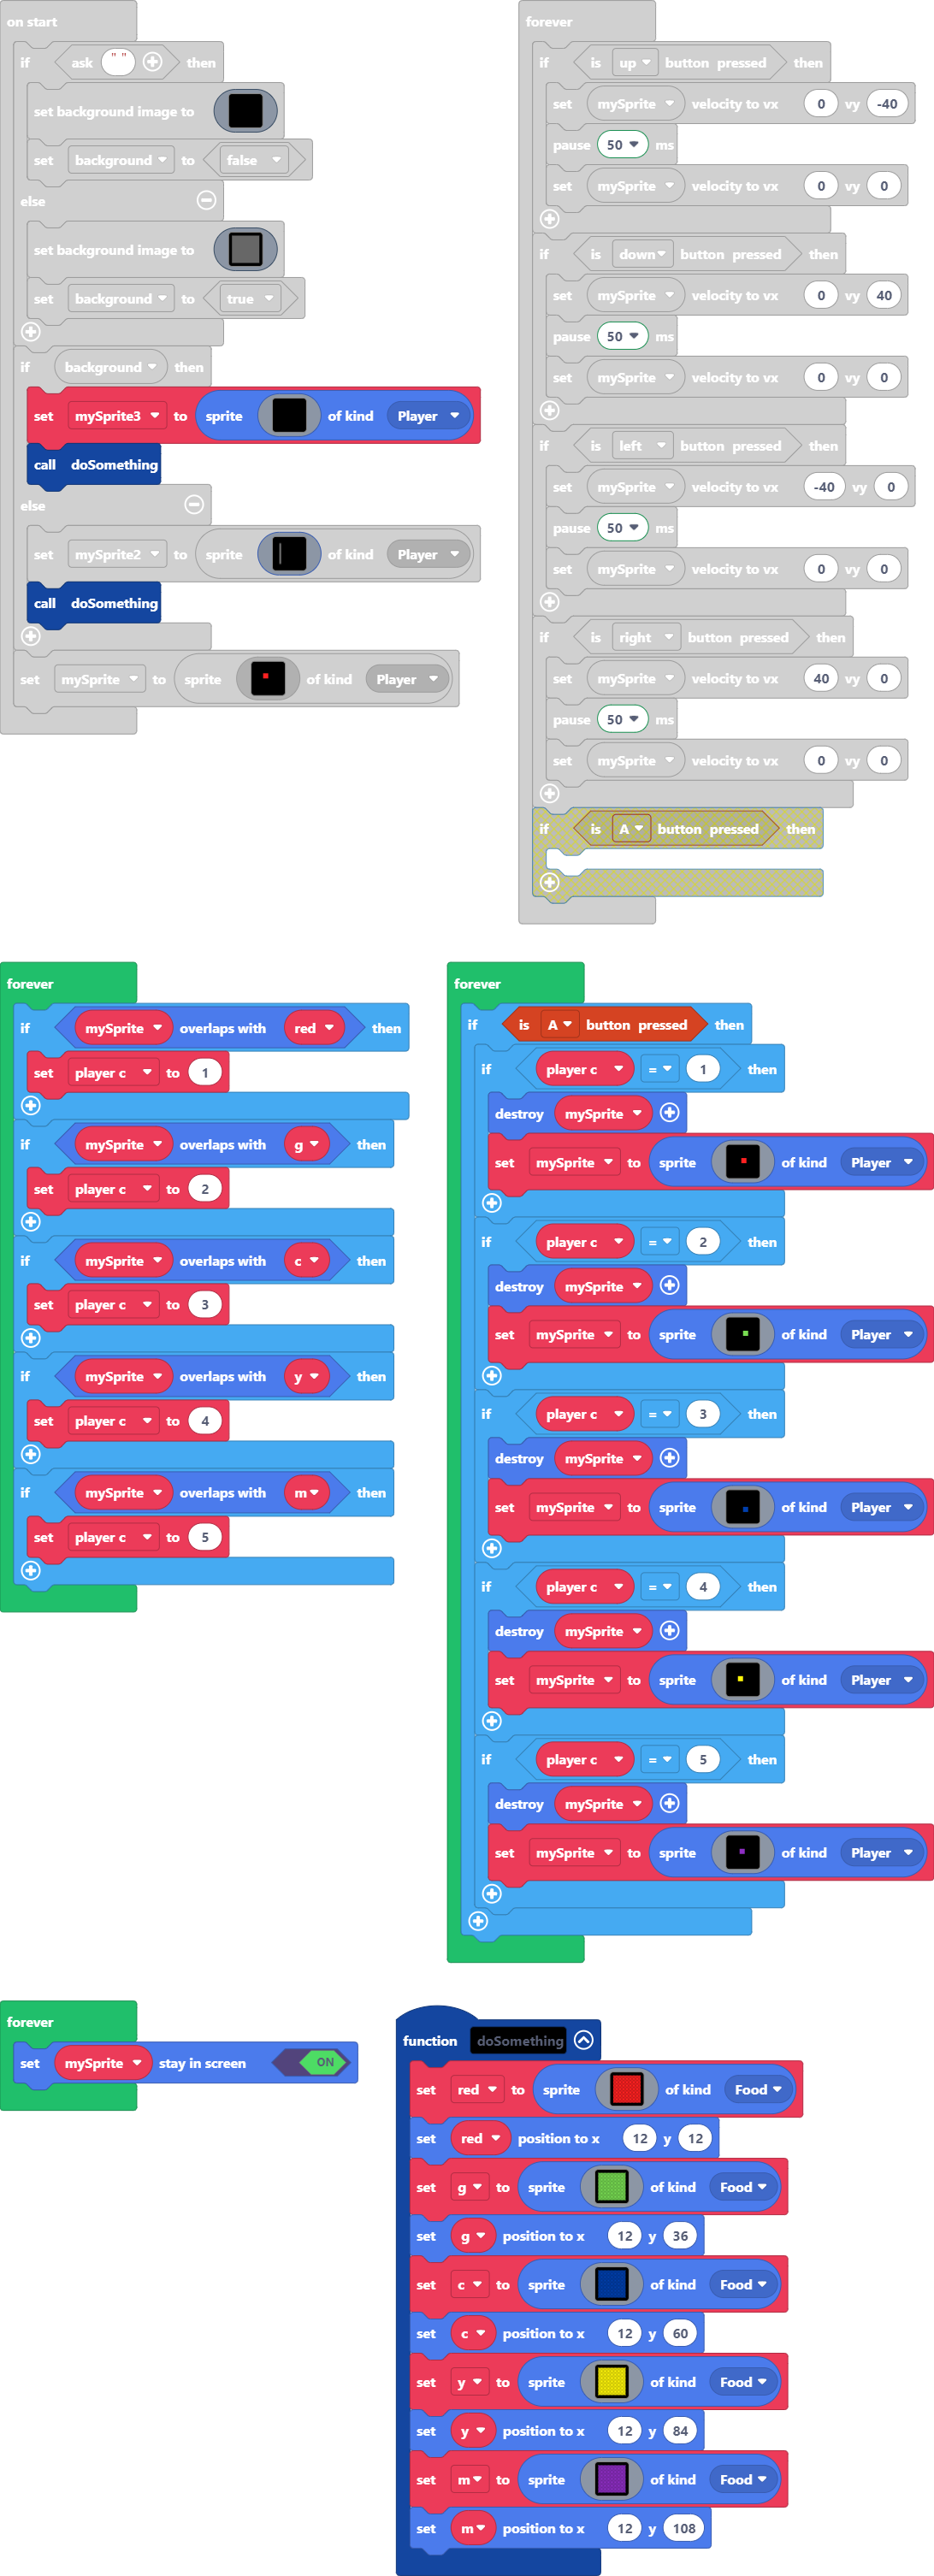 on start
if ask " " then
set background image to
set background to false
else
set background image to
set background to true
if background then
set mySprite3 to sprite of kind Player
call doSomething
else
set mySprite2 to sprite of kind Player
call doSomething
set mySprite to sprite of kind Player
forever
if is up button pressed then
set mySprite velocity to vx 0 vy -40
pause 50 ms
set mySprite velocity to vx 0 vy 0
if is down button pressed then
set mySprite velocity to vx 0 vy 40
pause 50 ms
set mySprite velocity to vx 0 vy 0
if is left button pressed then
set mySprite velocity to vx -40 vy 0
pause 50 ms
set mySprite velocity to vx 0 vy 0
if is right button pressed then
set mySprite velocity to vx 40 vy 0
pause 50 ms
set mySprite velocity to vx 0 vy 0
if is A button pressed then
forever
if mySprite overlaps with red then
set player c to 1
if mySprite overlaps with g then
set player c to 2
if mySprite overlaps with c then
set player c to 3
if mySprite overlaps with y then
set player c to 4
if mySprite overlaps with m then
set player c to 5
forever
if is A button pressed then
if player c = 1 then
destroy mySprite
set mySprite to sprite of kind Player
if player c = 2 then
destroy mySprite
set mySprite to sprite of kind Player
if player c = 3 then
destroy mySprite
set mySprite to sprite of kind Player
if player c = 4 then
destroy mySprite
set mySprite to sprite of kind Player
if player c = 5 then
destroy mySprite
set mySprite to sprite of kind Player
forever
set mySprite stay in screen ON
function doSomething
set red to sprite of kind Food
set red position to x 12 y 12
set g to sprite of kind Food
set g position to x 12 y 36
set c to sprite of kind Food
set c position to x 12 y 60
set y to sprite of kind Food
set y position to x 12 y 84
set m to sprite of kind Food
set m position to x 12 y 108